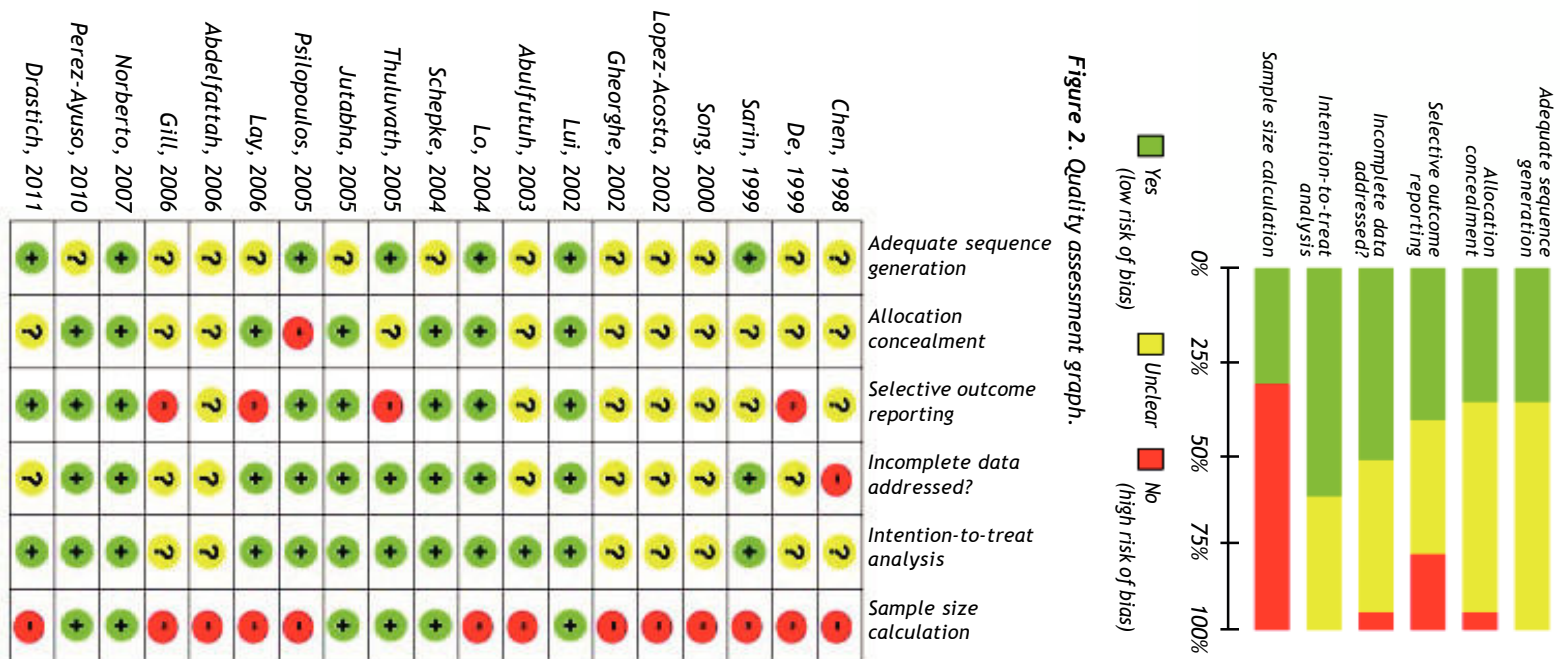 Adequate sequence
generation
Allocation
concealment
Selective outcome
reporting
Incomplete data
addressed?
Intention-to-treat
analysis
Sample size calculation
0% 25% 50% 75% 100%
Yes
(low risk of bias)
Unclear
No
(high risk of bias)
Figure 2. Quality assessment graph.
Adequate sequence
generation
Allocation
concealment
Selective outcome
reporting
Incomplete data
addressed?
Intention-to-treat
analysis
Sample size
calculation
Chen, 1998 ? ? ? - ? -
De, 1999 ? ? - ? ? -
Sarin, 1999 + ? ? + + -
Song, 2000 ? ? ? ? ? -
Lopez-Acosta, 2002 ? ? ? ? ? -
Gheorghe, 2002 ? ? ? ? ? -
Lui, 2002 + + + + + +
Abulfutuh, 2003 ? ? ? ? + -
Lo, 2004 + + + + + -
Schepke, 2004 ? + + + + +
Thuluvath, 2005 + ? - + + +
Jutabha, 2005 ? + + + + +
Psilopoulos, 2005 + - + + + -
Lay, 2006 ? + - + + -
Abdelfattah, 2006 ? ? ? ? ? -
Gill, 2006 ? ? - ? ? -
Norberto, 2007 + + + + + +
Perez-Ayuso, 2010 ? + + + + +
Drastich, 2011 + ? + ? + -